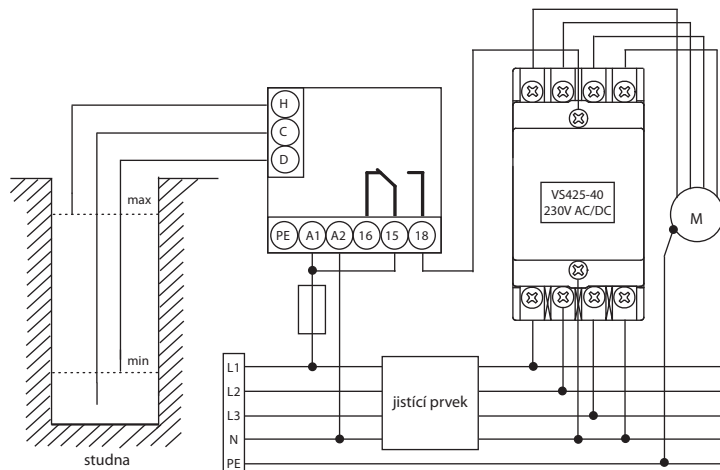 H
C
D
PE A1 A2 16 15 18
max
min
studna
VS425-40
230V AC/DC
M
L1
L2
L3
N
PE
jistící prvek